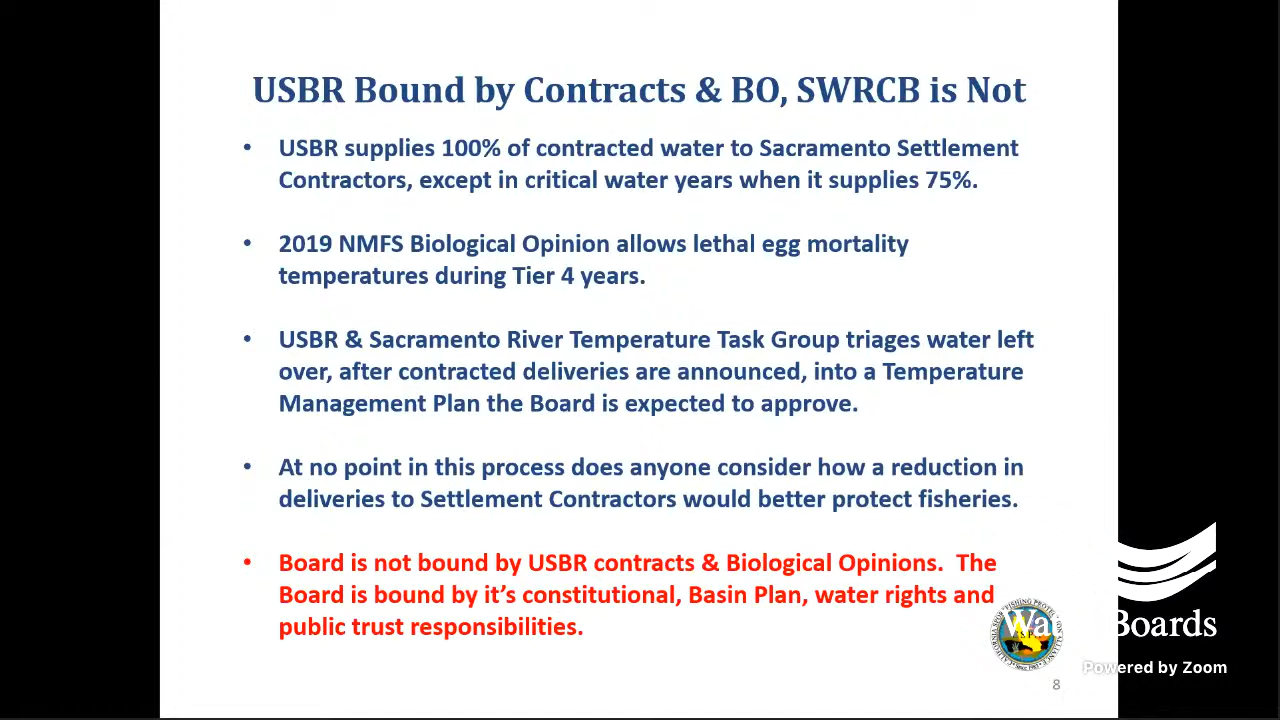 USBR Bound by Contracts & BO, SWRCB is Not
• USBR supplies 100% of contracted water to Sacramento Settlement
Contractors, except in critical water years when it supplies 75%.
• 2019 NMFS Biological Opinion allows lethal egg mortality
temperatures during Tier 4 years.
• USBR & Sacramento River Temperature Task Group triages water left
over, after contracted deliveries are announced, into a Temperature
Management Plan the Board is expected to approve.
• At no point in this process does anyone consider how a reduction in
deliveries to Settlement Contractors would better protect fisheries.
• Board is not bound by USBR contracts & Biological Opinions.  The
Board is bound by it's constitutional, Basin Plan, water rights and
public trust responsibilities.
Boards
Powered by Zoom
8